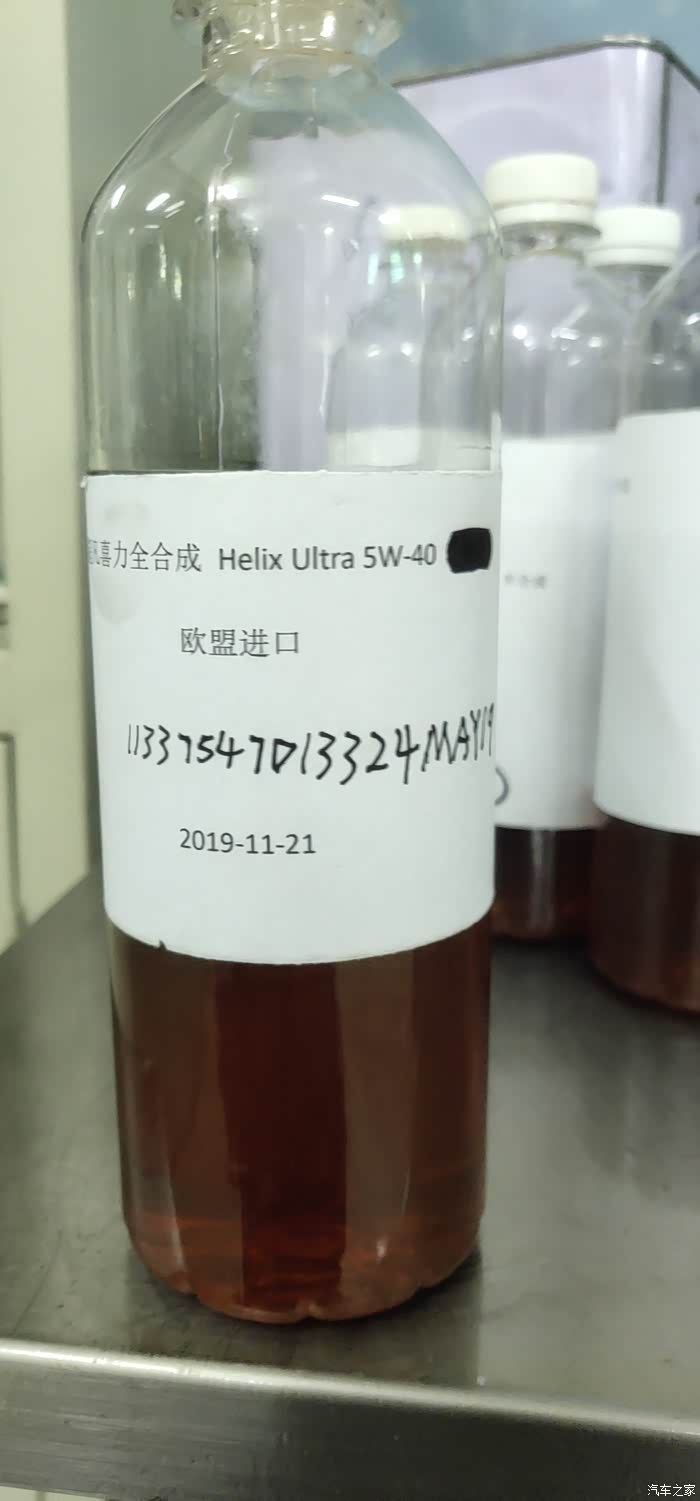 喜力全合成 Helix Ultra 5W-40
欧盟进口
11337547D13324MAY19
2019-11-21
汽车之家